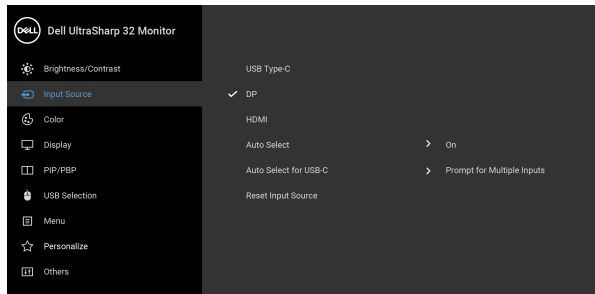 DELL Dell UltraSharp 32 Monitor
Brightness/Contrast
USB Type-C
Input Source
DP
Color
HDMI
Display
Auto Select
On
PIP/PBP
Auto Select for USB-C
Prompt for Multiple Inputs
USB Selection
Reset Input Source
Menu
Personalize
Others